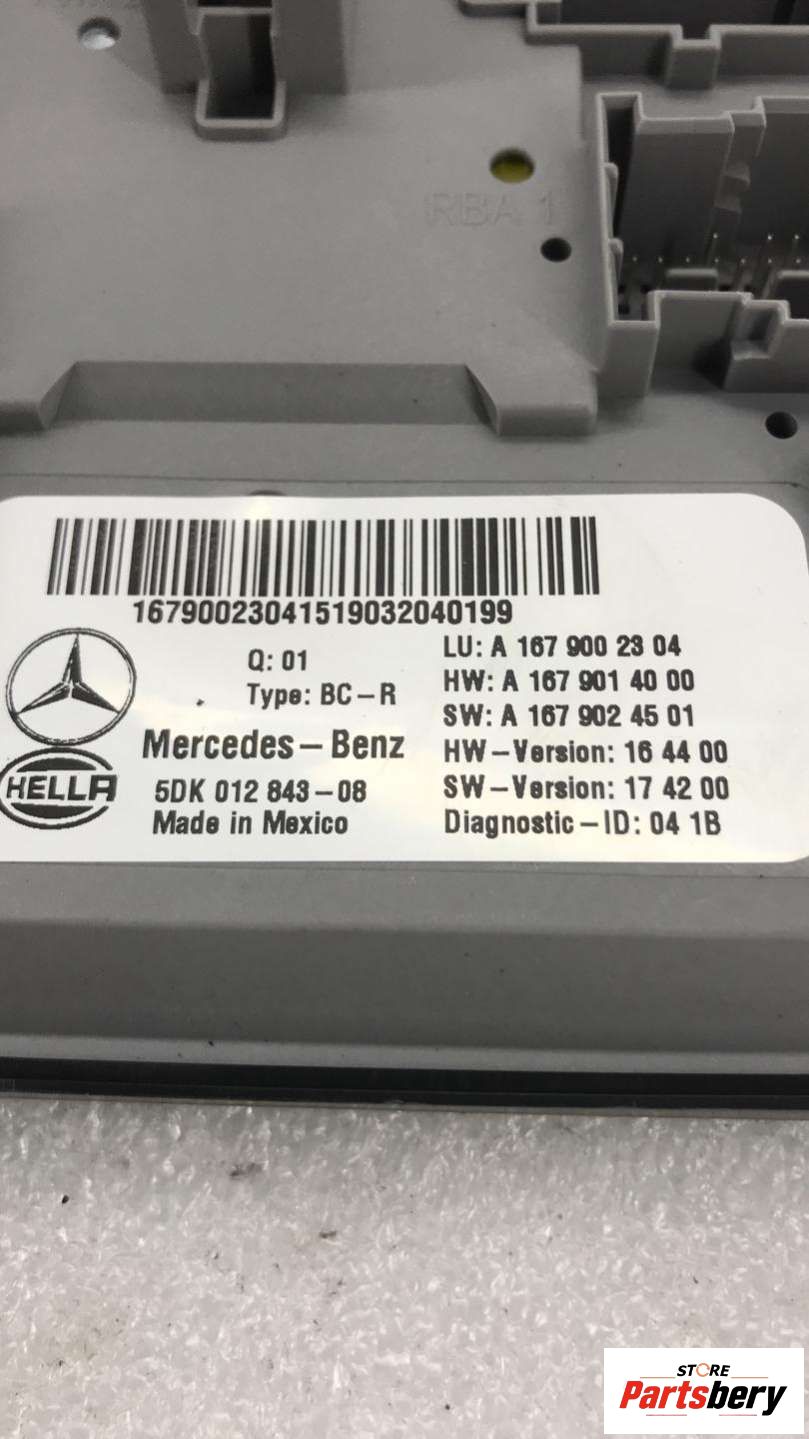 RBA 1
16790023041519032040199
Q: 01
Type: BC-R
Mercedes-Benz
HELLA
5DK 012 843-08
Made in Mexico
LU: A 167 900 23 04
HW: A 167 901 40 00
SW: A 167 902 45 01
HW-Version: 16 44 00
SW-Version: 17 42 00
Diagnostic-ID: 04 1B
STORE
Partsbery